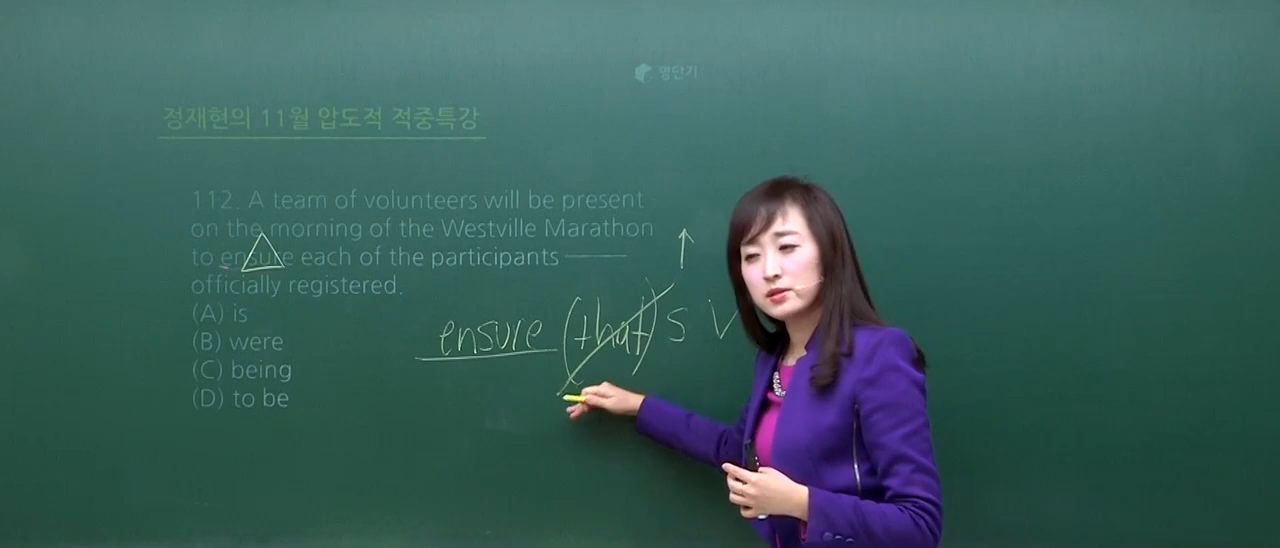 영단기
정재현의 11월 압도적 적중특강
112. A team of volunteers will be present
on the morning of the Westville Marathon
to ensure each of the participants ———
officially registered.
(A) is
(B) were
(C) being
(D) to be
ensure (that) S V